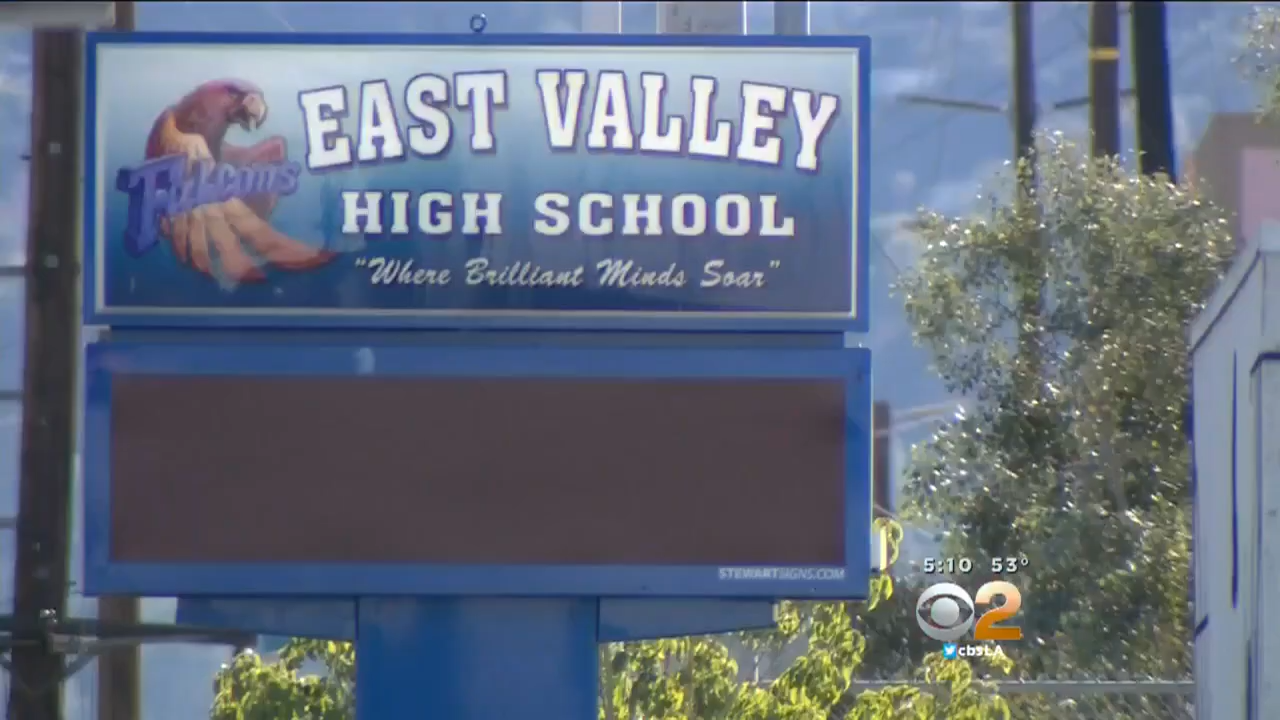 EAST VALLEY
Falcons
HIGH SCHOOL
"Where Brilliant Minds Soar"
STEWARTSIGNS.COM
5:10 53°
2
cbsLA